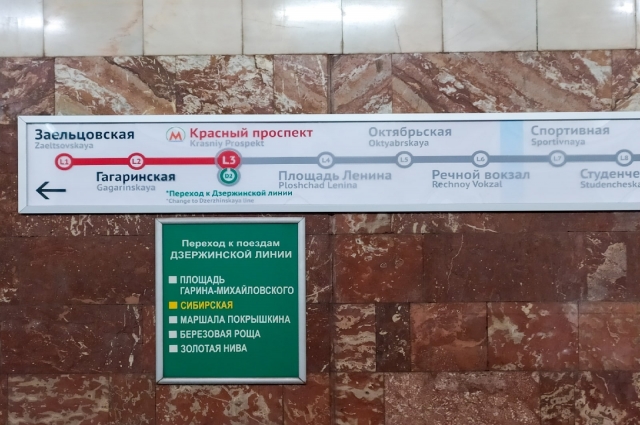 Заельцовская
Zaeltsovskaya
L1
Гагаринская
Gagarinskaya
L2
М Красный проспект
Krasniy Prospekt
L3
D2
*Переход к Дзержинской линии
*Change to Dzerzhinskaya line
Площадь Ленина
Ploshchad Lenina
L4
Октябрьская
Oktyabrskaya
L5
Речной вокзал
Rechnoy Vokzal
L6
Спортивная
Sportivnaya
L7
Студенче
Studencheska
L8
Переход к поездам
ДЗЕРЖИНСКОЙ ЛИНИИ
ПЛОЩАДЬ
ГАРИНА-МИХАЙЛОВСКОГО
СИБИРСКАЯ
МАРШАЛА ПОКРЫШКИНА
БЕРЕЗОВАЯ РОЩА
ЗОЛОТАЯ НИВА